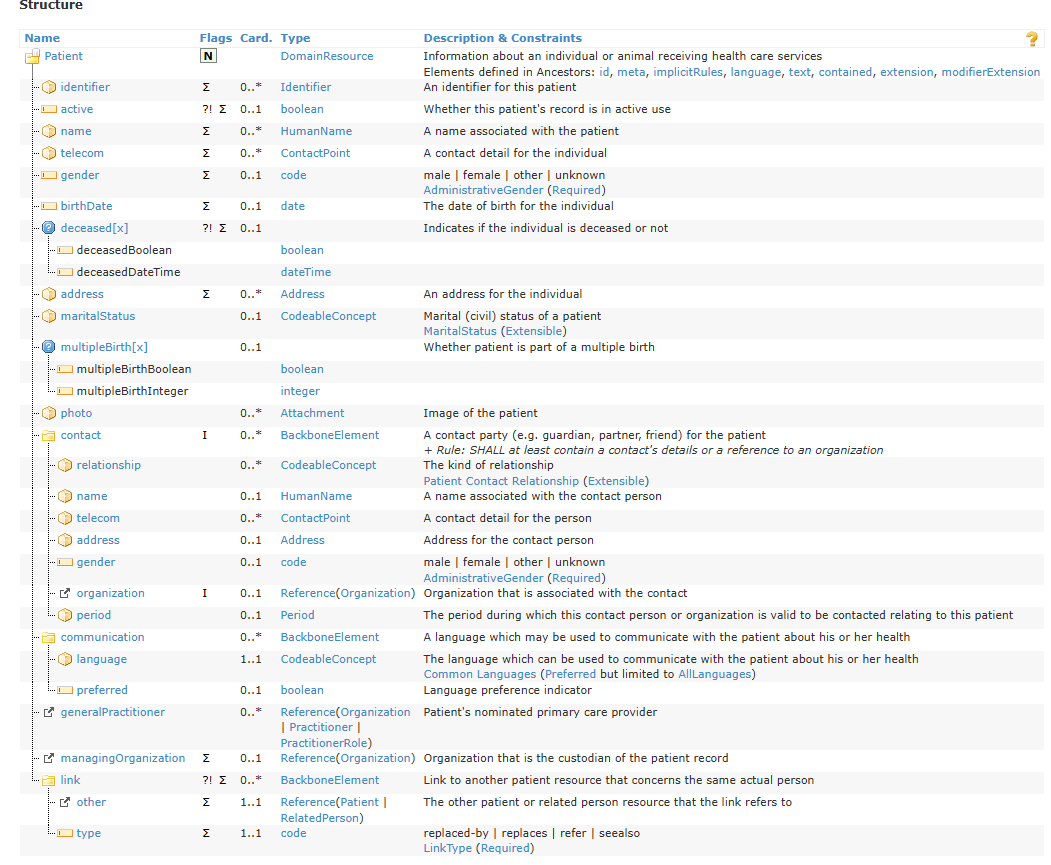 Structure
Name Flags Card. Type Description & Constraints ?
Patient N DomainResource Information about an individual or animal receiving health care services
Elements defined in Ancestors: id, meta, implicitRules, language, text, contained, extension, modifierExtension
identifier Σ 0..* Identifier An identifier for this patient
active ?! Σ 0..1 boolean Whether this patient's record is in active use
name Σ 0..* HumanName A name associated with the patient
telecom Σ 0..* ContactPoint A contact detail for the individual
gender Σ 0..1 code male | female | other | unknown
AdministrativeGender (Required)
birthDate Σ 0..1 date The date of birth for the individual
deceased[x] ?! Σ 0..1 Indicates if the individual is deceased or not
deceasedBoolean boolean
deceasedDateTime dateTime
address Σ 0..* Address An address for the individual
maritalStatus 0..1 CodeableConcept Marital (civil) status of a patient
MaritalStatus (Extensible)
multipleBirth[x] 0..1 Whether patient is part of a multiple birth
multipleBirthBoolean boolean
multipleBirthInteger integer
photo 0..* Attachment Image of the patient
contact I 0..* BackboneElement A contact party (e.g. guardian, partner, friend) for the patient
+ Rule: SHALL at least contain a contact's details or a reference to an organization
relationship 0..* CodeableConcept The kind of relationship
Patient Contact Relationship (Extensible)
name 0..1 HumanName A name associated with the contact person
telecom 0..* ContactPoint A contact detail for the person
address 0..1 Address Address for the contact person
gender 0..1 code male | female | other | unknown
AdministrativeGender (Required)
organization I 0..1 Reference(Organization) Organization that is associated with the contact
period 0..1 Period The period during which this contact person or organization is valid to be contacted relating to this patient
communication 0..* BackboneElement A language which may be used to communicate with the patient about his or her health
language 1..1 CodeableConcept The language which can be used to communicate with the patient about his or her health
Common Languages (Preferred but limited to AllLanguages)
preferred 0..1 boolean Language preference indicator
generalPractitioner 0..* Reference(Organization Patient's nominated primary care provider
| Practitioner |
PractitionerRole)
managingOrganization Σ 0..1 Reference(Organization) Organization that is the custodian of the patient record
link ?! Σ 0..* BackboneElement Link to another patient resource that concerns the same actual person
other Σ 1..1 Reference(Patient | The other patient or related person resource that the link refers to
RelatedPerson)
type Σ 1..1 code replaced-by | replaces | refer | seealso
LinkType (Required)